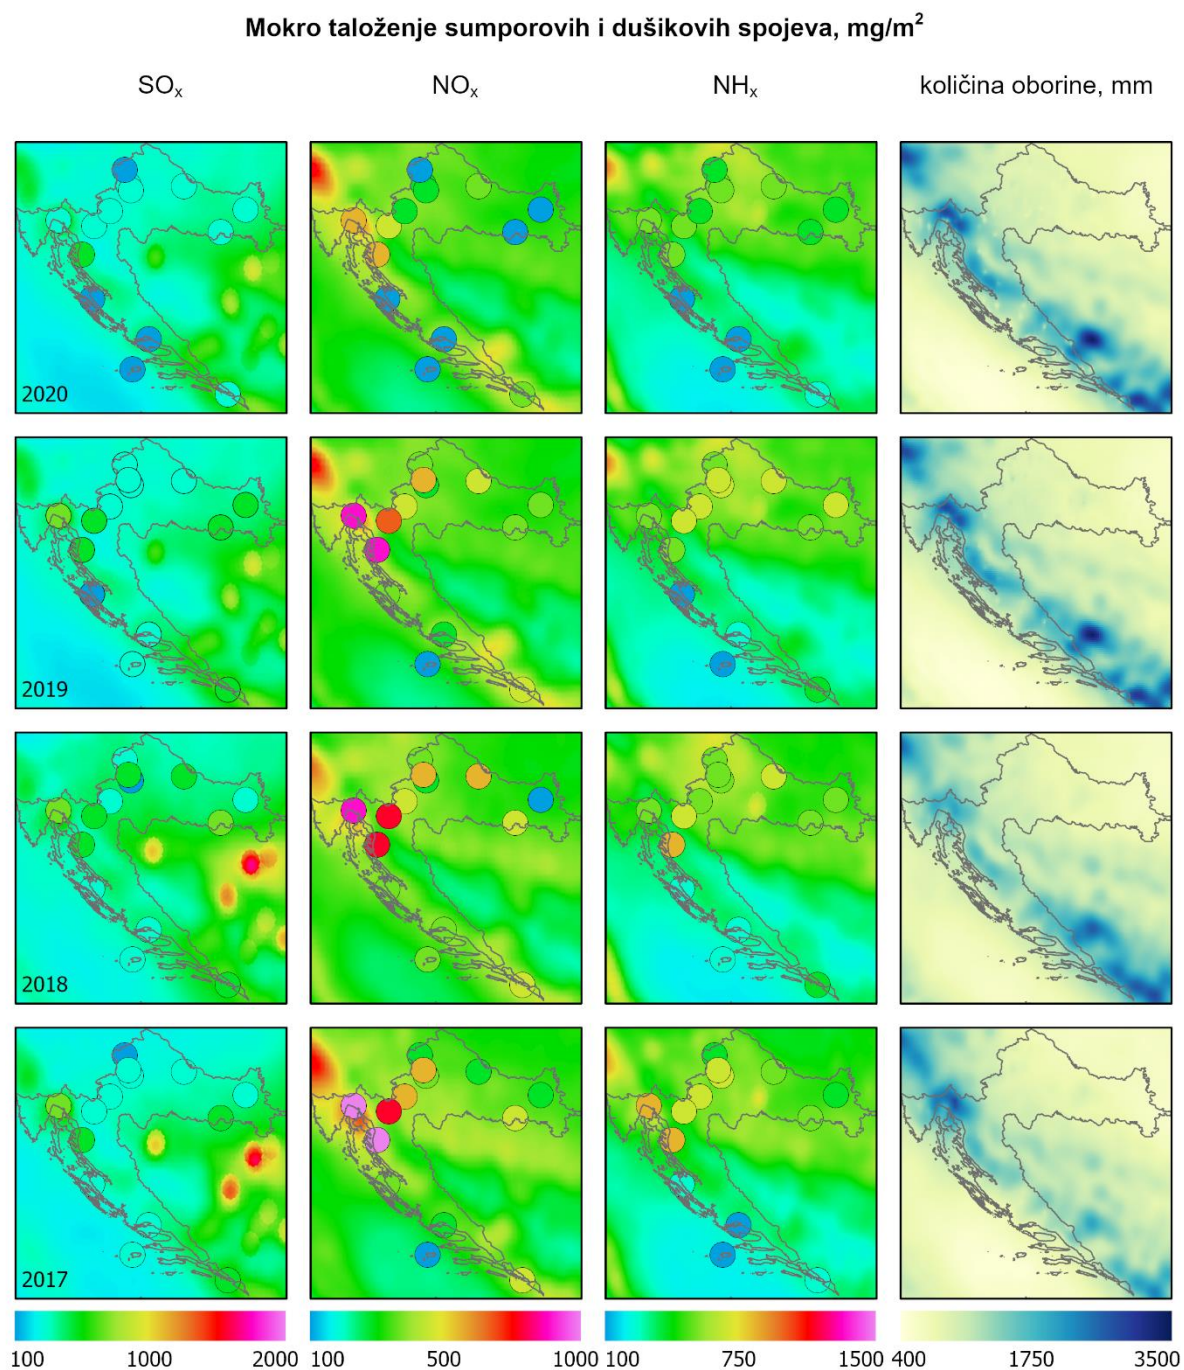 Mokro taloženje sumporovih i dušikovih spojeva, mg/m²
SOₓ NOₓ NHₓ količina oborine, mm
2020
2019
2018
2017
100 1000 2000 100 500 1000 100 750 1500 400 1750 3500